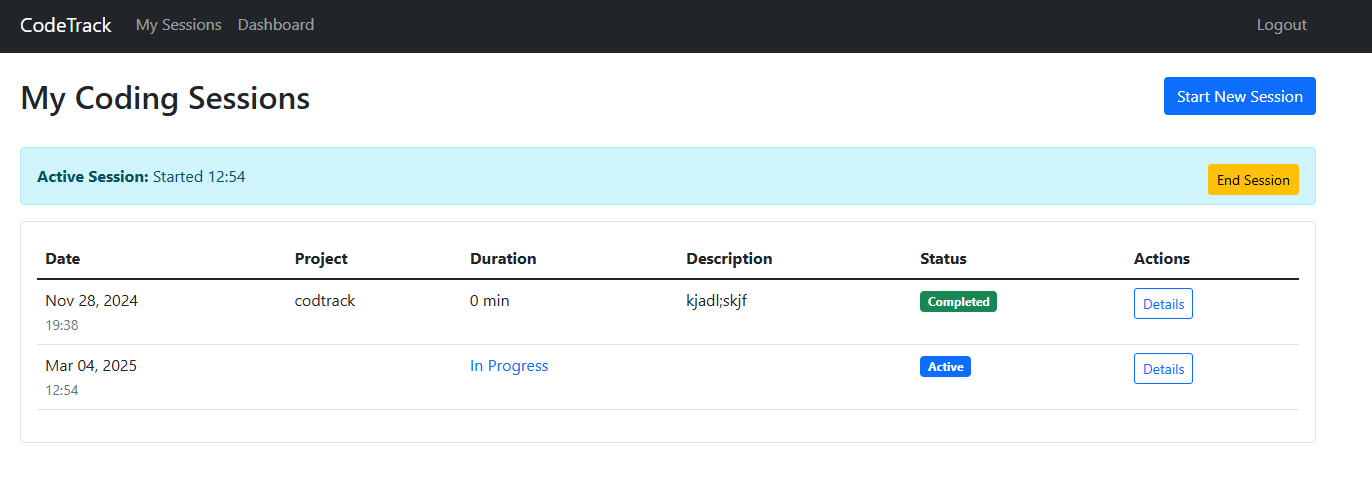 CodeTrack My Sessions Dashboard Logout
My Coding Sessions Start New Session
Active Session: Started 12:54 End Session
Date Project Duration Description Status Actions
Nov 28, 2024 codtrack 0 min kjadl;skjf Completed Details
19:38
Mar 04, 2025 In Progress Active Details
12:54